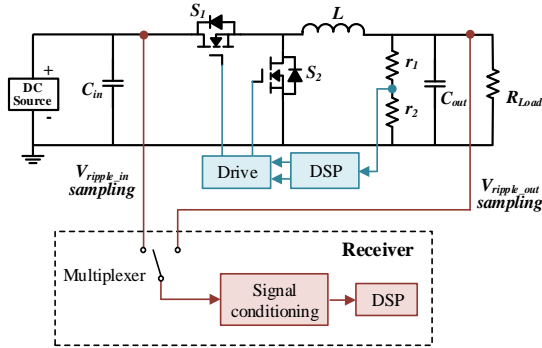 S1
L
+
DC
Source
-
Cin
S2
r1
r2
Cout
RLoad
Drive
DSP
Vripple_in
sampling
Vripple_out
sampling
Receiver
Multiplexer
Signal
conditioning
DSP